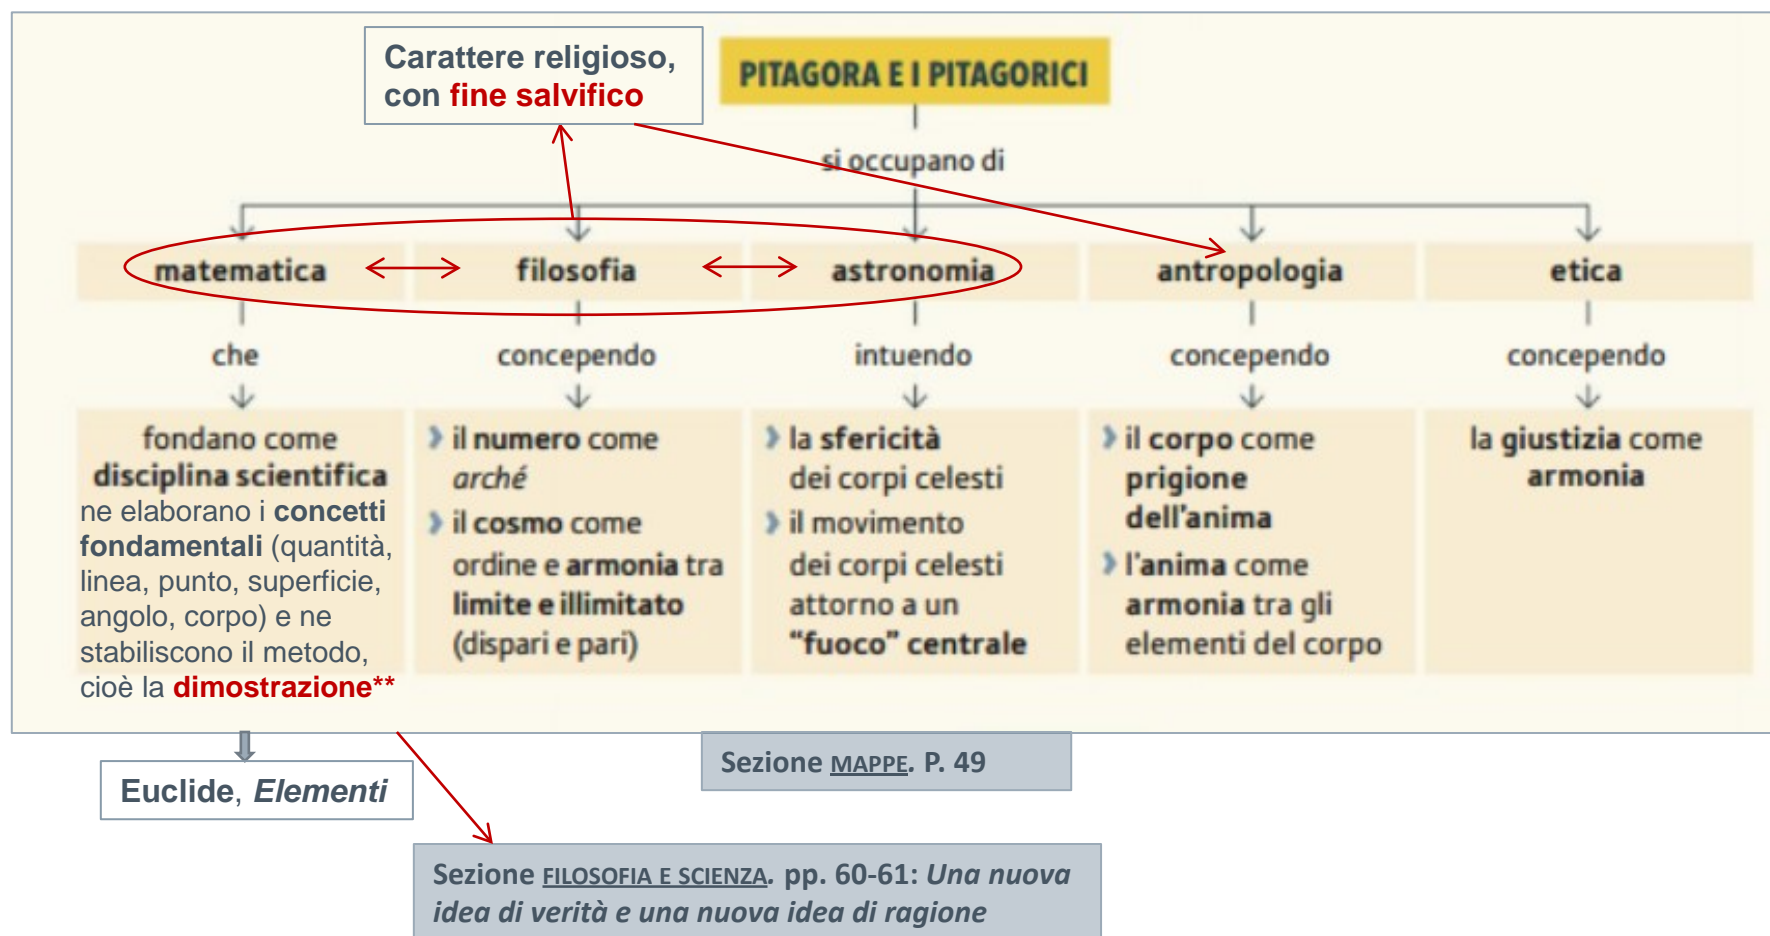 Carattere religioso,
con fine salvifico
PITAGORA E I PITAGORICI
si occupano di
matematica
filosofia
astronomia
antropologia
etica
che
concependo
intuendo
concependo
concependo
fondano come
disciplina scientifica
ne elaborano i concetti
fondamentali (quantità,
linea, punto, superficie,
angolo, corpo) e ne
stabiliscono il metodo,
cioè la dimostrazione**
il numero come
arché
il cosmo come
ordine e armonia tra
limite e illimitato
(dispari e pari)
la sfericità
dei corpi celesti
il movimento
dei corpi celesti
attorno a un
“fuoco” centrale
il corpo come
prigione
dell'anima
l'anima come
armonia tra gli
elementi del corpo
la giustizia come
armonia
Sezione MAPPE. P. 49
Euclide, Elementi
Sezione FILOSOFIA E SCIENZA. pp. 60-61: Una nuova
idea di verità e una nuova idea di ragione